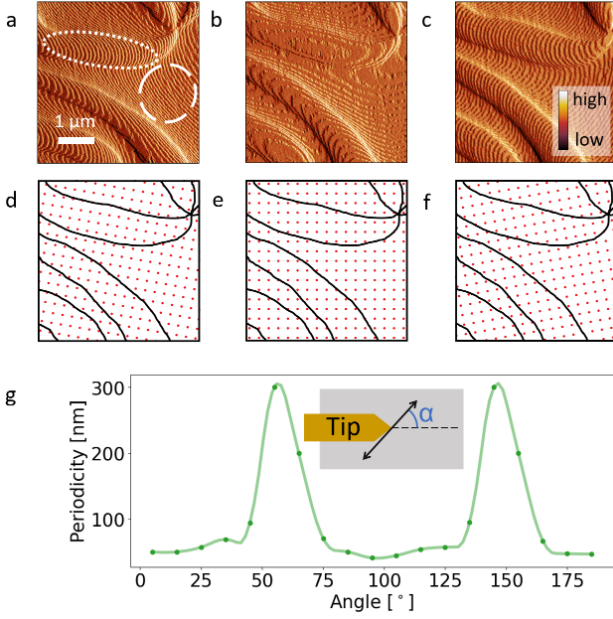 a
b
c
1 μm
high
low
d
e
f
g
Periodicity [nm]
300
200
100
Tip
α
0
25
50
75
100
125
150
175
Angle [°]